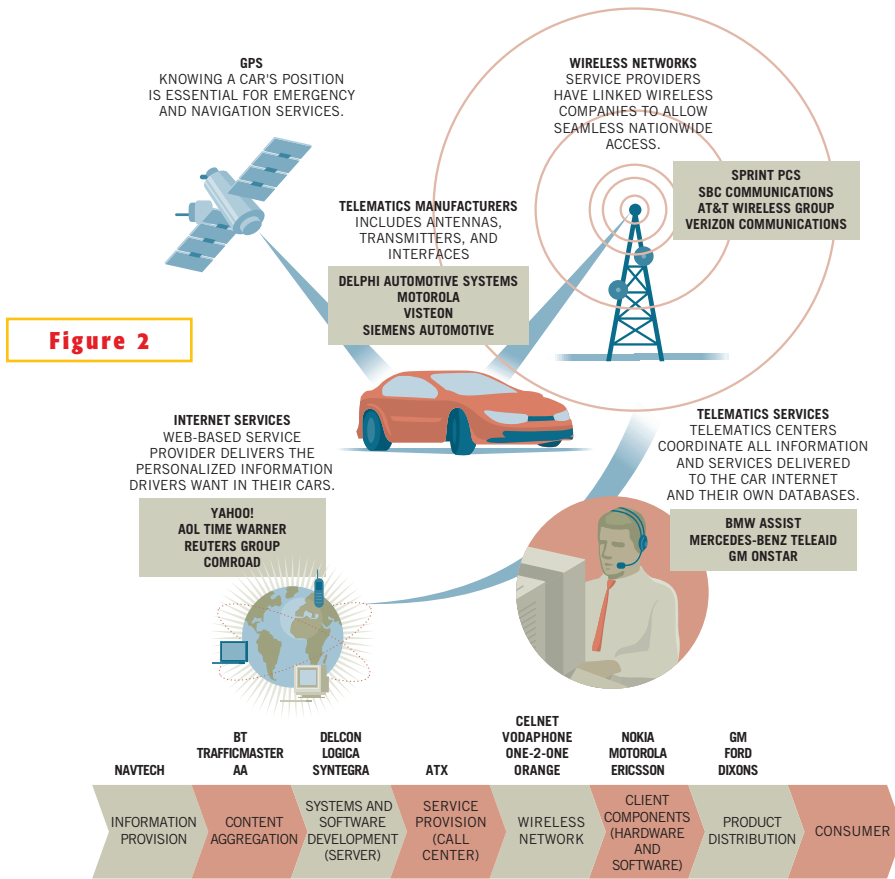 GPS
KNOWING A CAR'S POSITION
IS ESSENTIAL FOR EMERGENCY
AND NAVIGATION SERVICES.
WIRELESS NETWORKS
SERVICE PROVIDERS
HAVE LINKED WIRELESS
COMPANIES TO ALLOW
SEAMLESS NATIONWIDE
ACCESS.
SPRINT PCS
SBC COMMUNICATIONS
AT&T WIRELESS GROUP
VERIZON COMMUNICATIONS
TELEMATICS MANUFACTURERS
INCLUDES ANTENNAS,
TRANSMITTERS, AND
INTERFACES
DELPHI AUTOMOTIVE SYSTEMS
MOTOROLA
VISTEON
SIEMENS AUTOMOTIVE
Figure 2
INTERNET SERVICES
WEB-BASED SERVICE
PROVIDER DELIVERS THE
PERSONALIZED INFORMATION
DRIVERS WANT IN THEIR CARS.
YAHOO!
AOL TIME WARNER
REUTERS GROUP
COMROAD
TELEMATICS SERVICES
TELEMATICS CENTERS
COORDINATE ALL INFORMATION
AND SERVICES DELIVERED
TO THE CAR INTERNET
AND THEIR OWN DATABASES.
BMW ASSIST
MERCEDES-BENZ TELEAID
GM ONSTAR
NAVTECH
BT
TRAFFICMASTER
AA
DELCON
LOGICA
SYNTEGRA
ATX
CELNET
VODAPHONE
ONE-2-ONE
ORANGE
NOKIA
MOTOROLA
ERICSSON
GM
FORD
DIXONS
INFORMATION
PROVISION
CONTENT
AGGREGATION
SYSTEMS AND
SOFTWARE
DEVELOPMENT
(SERVER)
SERVICE
PROVISION
(CALL
CENTER)
WIRELESS
NETWORK
CLIENT
COMPONENTS
(HARDWARE
AND
SOFTWARE)
PRODUCT
DISTRIBUTION
CONSUMER